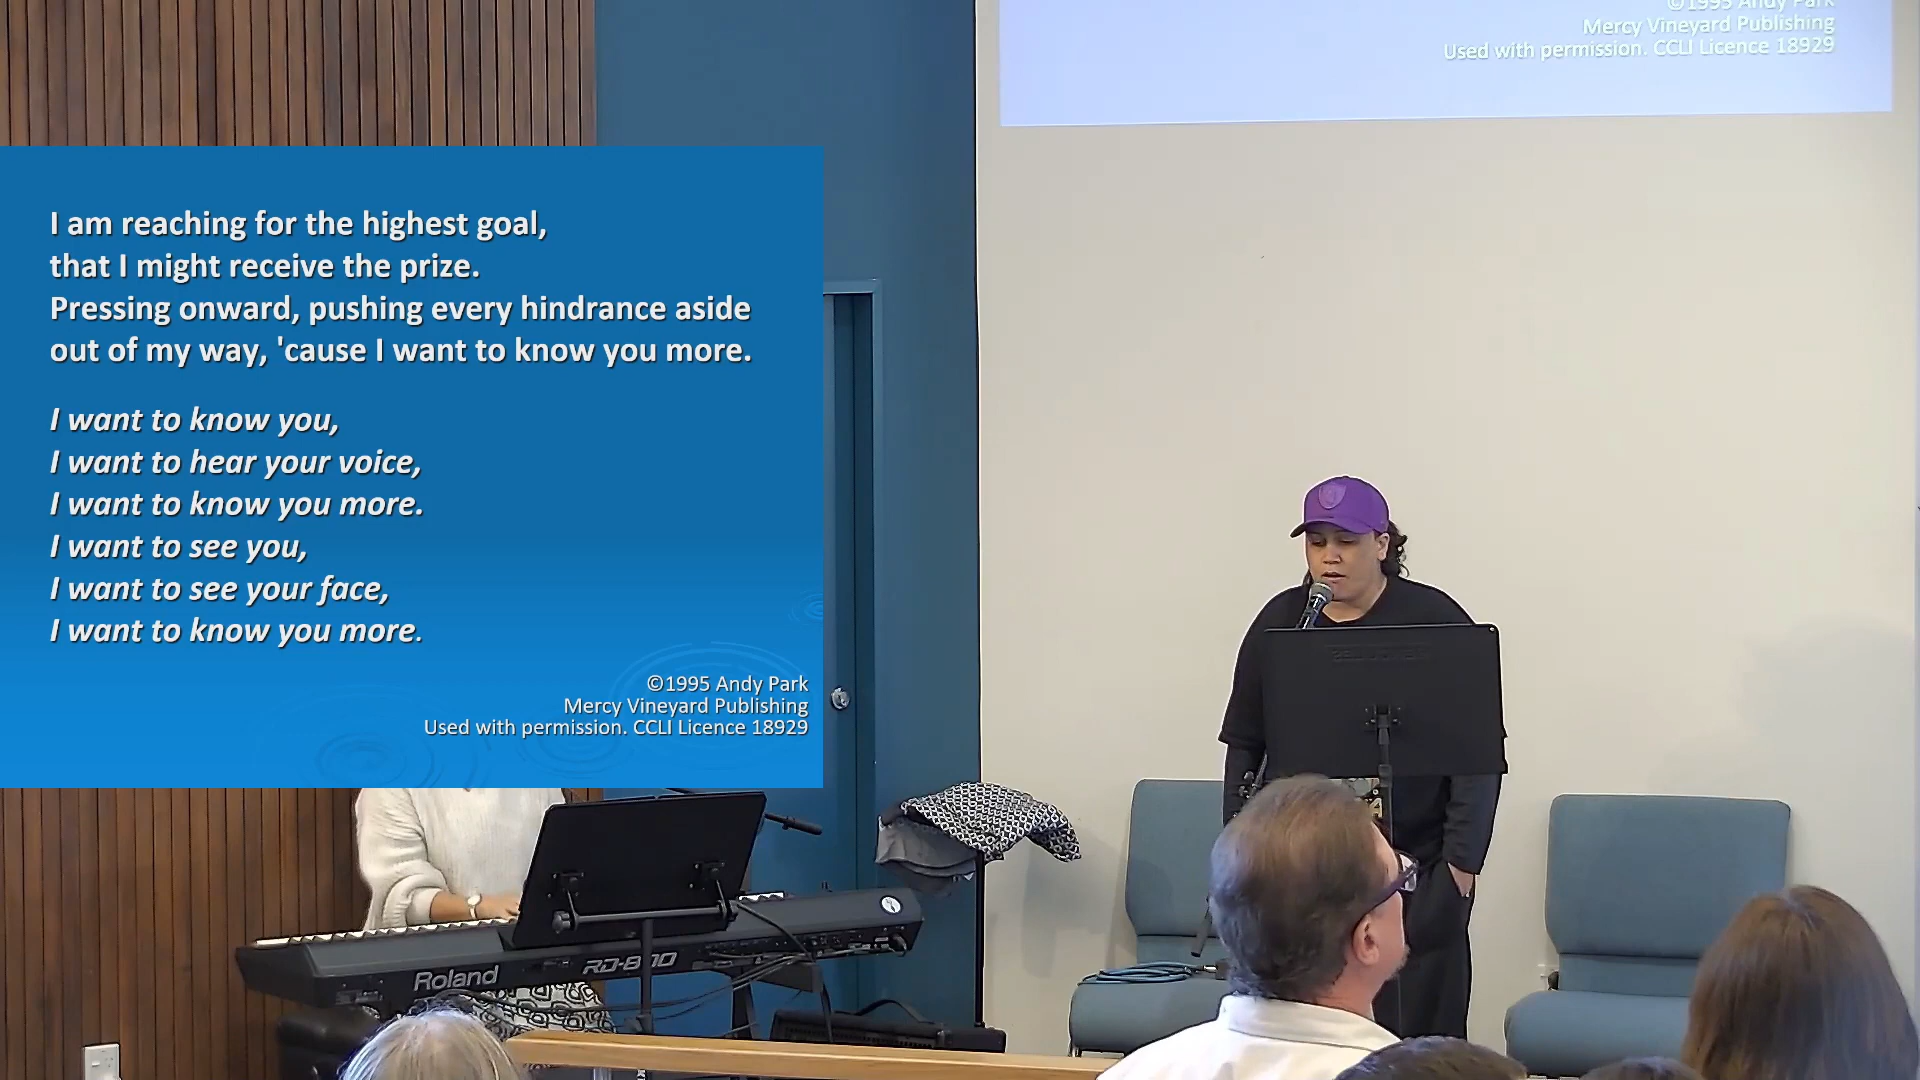 ©1995 Andy Park
Mercy Vineyard Publishing
Used with permission. CCLI Licence 18929
I am reaching for the highest goal,
that I might receive the prize.
Pressing onward, pushing every hindrance aside
out of my way, 'cause I want to know you more.
I want to know you,
I want to hear your voice,
I want to know you more.
I want to see you,
I want to see your face,
I want to know you more.
©1995 Andy Park
Mercy Vineyard Publishing
Used with permission. CCLI Licence 18929
Roland
RD-800